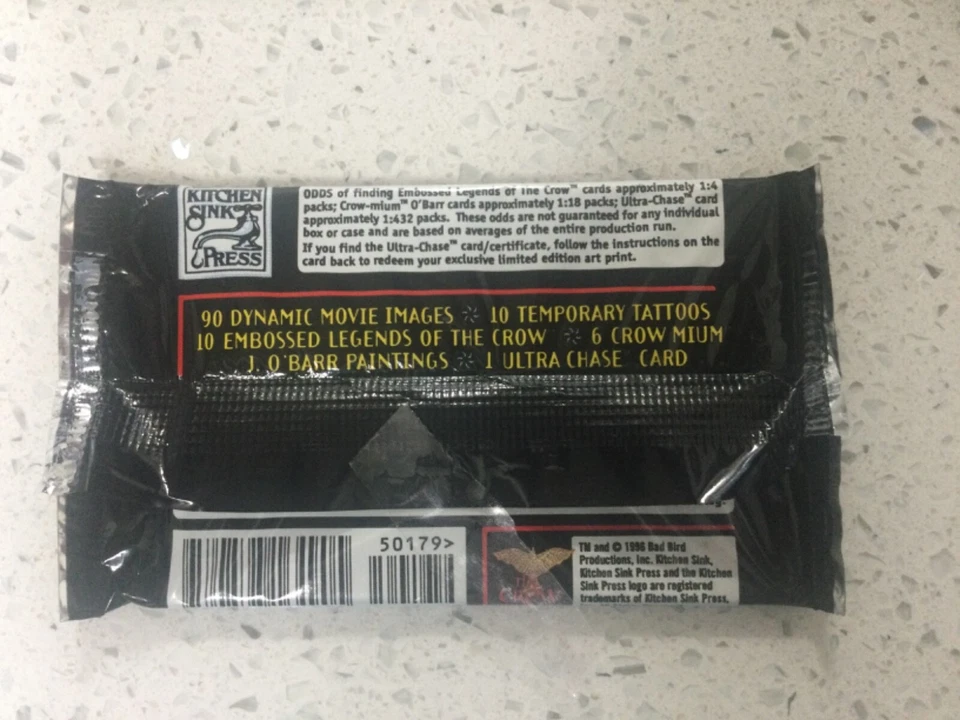 KITCHEN
SINK
PRESS
ODDS of finding Embossed Legends of The Crow™ cards approximately 1:4
packs; Crow-mium™ O'Barr cards approximately 1:18 packs; Ultra-Chase™ card
approximately 1:432 packs. These odds are not guaranteed for any individual
box or case and are based on averages of the entire production run.
If you find the Ultra-Chase™ card/certificate, follow the instructions on the
card back to redeem your exclusive limited edition art print.
90 DYNAMIC MOVIE IMAGES 10 TEMPORARY TATTOOS
10 EMBOSSED LEGENDS OF THE CROW 6 CROW MIUM
J. O'BARR PAINTINGS 1 ULTRA CHASE CARD
50179>
TM and © 1996 Bad Bird
Productions, Inc. Kitchen Sink,
Kitchen Sink Press and the Kitchen
Sink Press logo are registered
trademarks of Kitchen Sink Press,